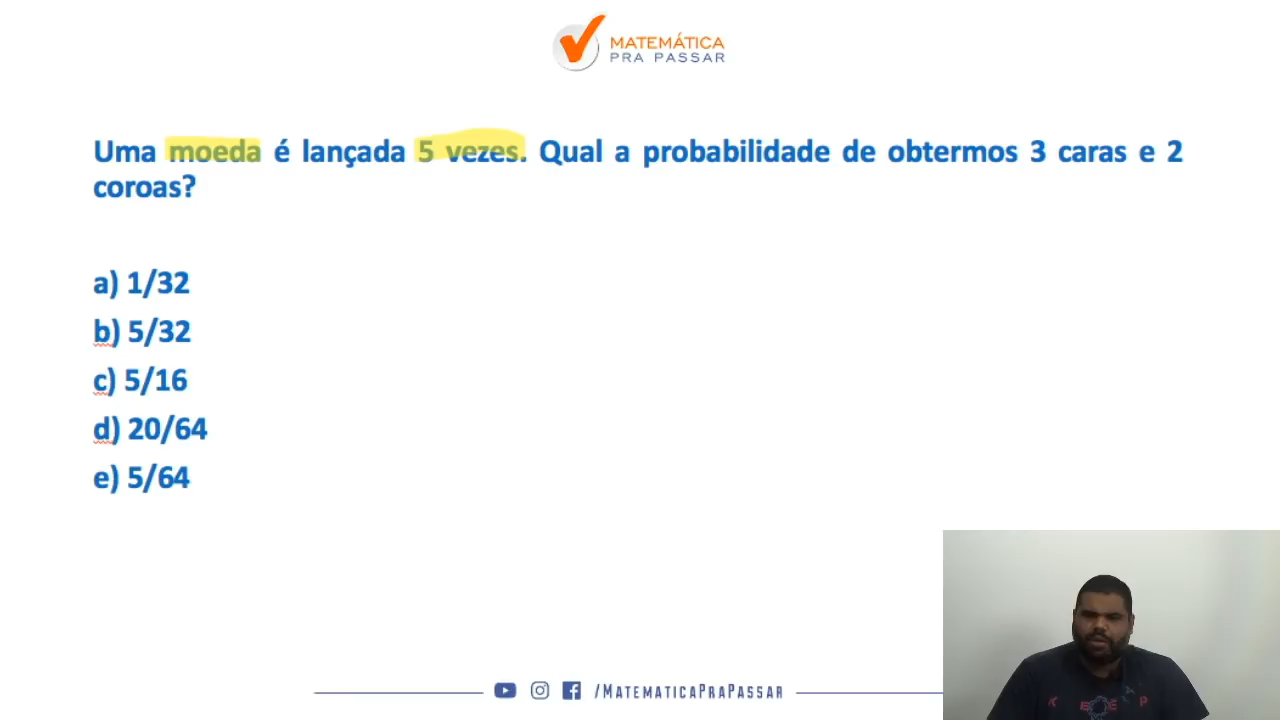 MATEMÁTICA
PRA PASSAR
Uma moeda é lançada 5 vezes. Qual a probabilidade de obtermos 3 caras e 2
coroas?
a) 1/32
b) 5/32
c) 5/16
d) 20/64
e) 5/64
/MATEMATICAPRAPASSAR
K E E P